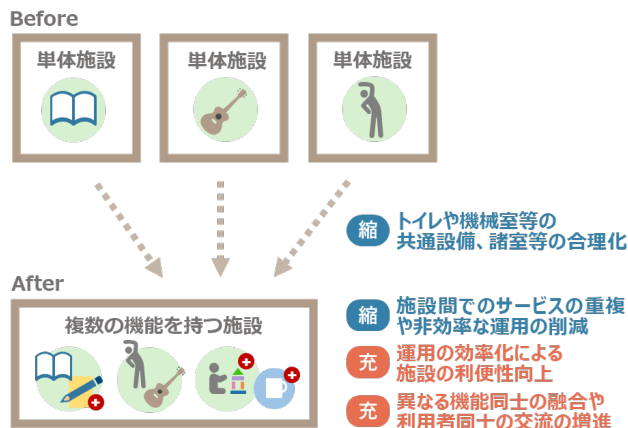 Before
単体施設
単体施設
単体施設
縮
トイレや機械室等の
共通設備、諸室等の合理化
After
複数の機能を持つ施設
縮
施設間でのサービスの重複
や非効率な運用の削減
充
運用の効率化による
施設の利便性向上
充
異なる機能同士の融合や
利用者同士の交流の増進